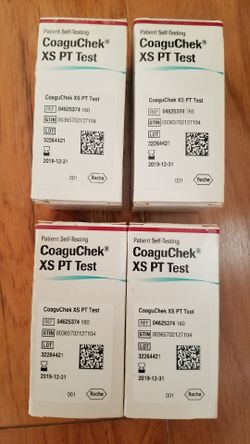 Patient Self-Testing
CoaguChek®
XS PT Test
CoaguChek XS PT Test
REF 04625374 160
GTIN 00365702127104
LOT
32264421
2019-12-31
001
Roche
Patient Self-Testing
CoaguChek®
XS PT Test
CoaguChek XS PT Test
REF 04625374 160
GTIN 00365702127104
LOT
32264421
2019-12-31
001
Roche
Patient Self-Testing
CoaguChek®
XS PT Test
CoaguChek XS PT Test
REF 04625374 160
GTIN 00365702127104
LOT
32264421
2019-12-31
001
Roche
Patient Self-Testing
CoaguChek®
XS PT Test
CoaguChek XS PT Test
REF 04625374 160
GTIN 00365702127104
LOT
32264421
2019-12-31
001
Roche